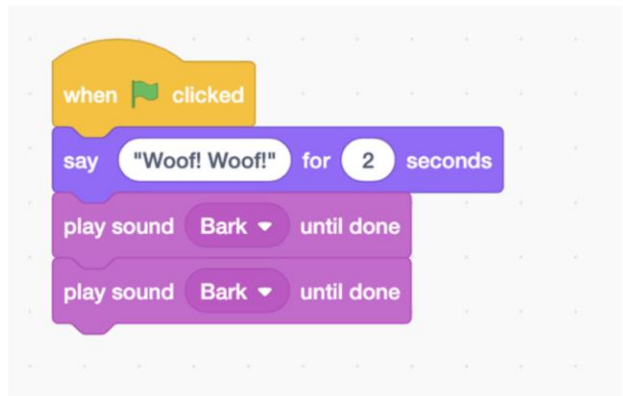 when clicked
say "Woof! Woof!" for 2 seconds
play sound Bark until done
play sound Bark until done